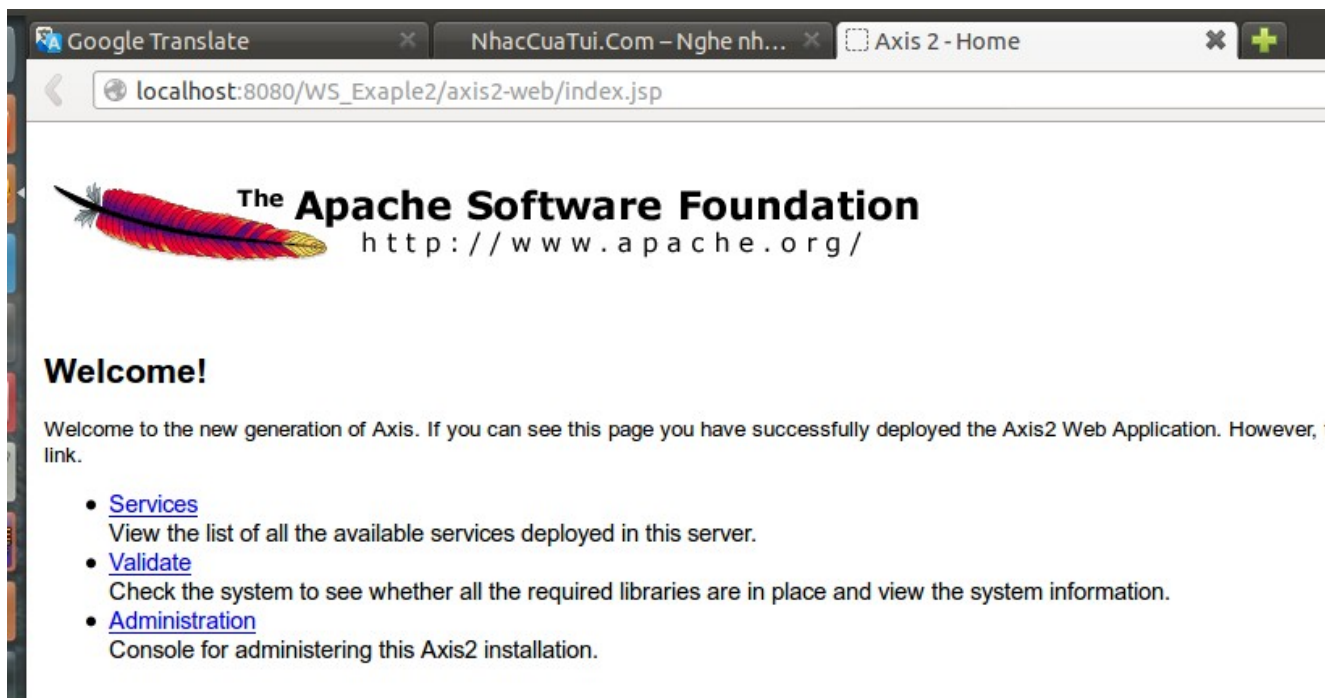 Google Translate
NhacCuaTui.Com – Nghe nh...
Axis 2 - Home
localhost:8080/WS_Exaple2/axis2-web/index.jsp
The Apache Software Foundation
http://www.apache.org/
Welcome!
Welcome to the new generation of Axis. If you can see this page you have successfully deployed the Axis2 Web Application. However,
link.
Services
View the list of all the available services deployed in this server.
Validate
Check the system to see whether all the required libraries are in place and view the system information.
Administration
Console for administering this Axis2 installation.